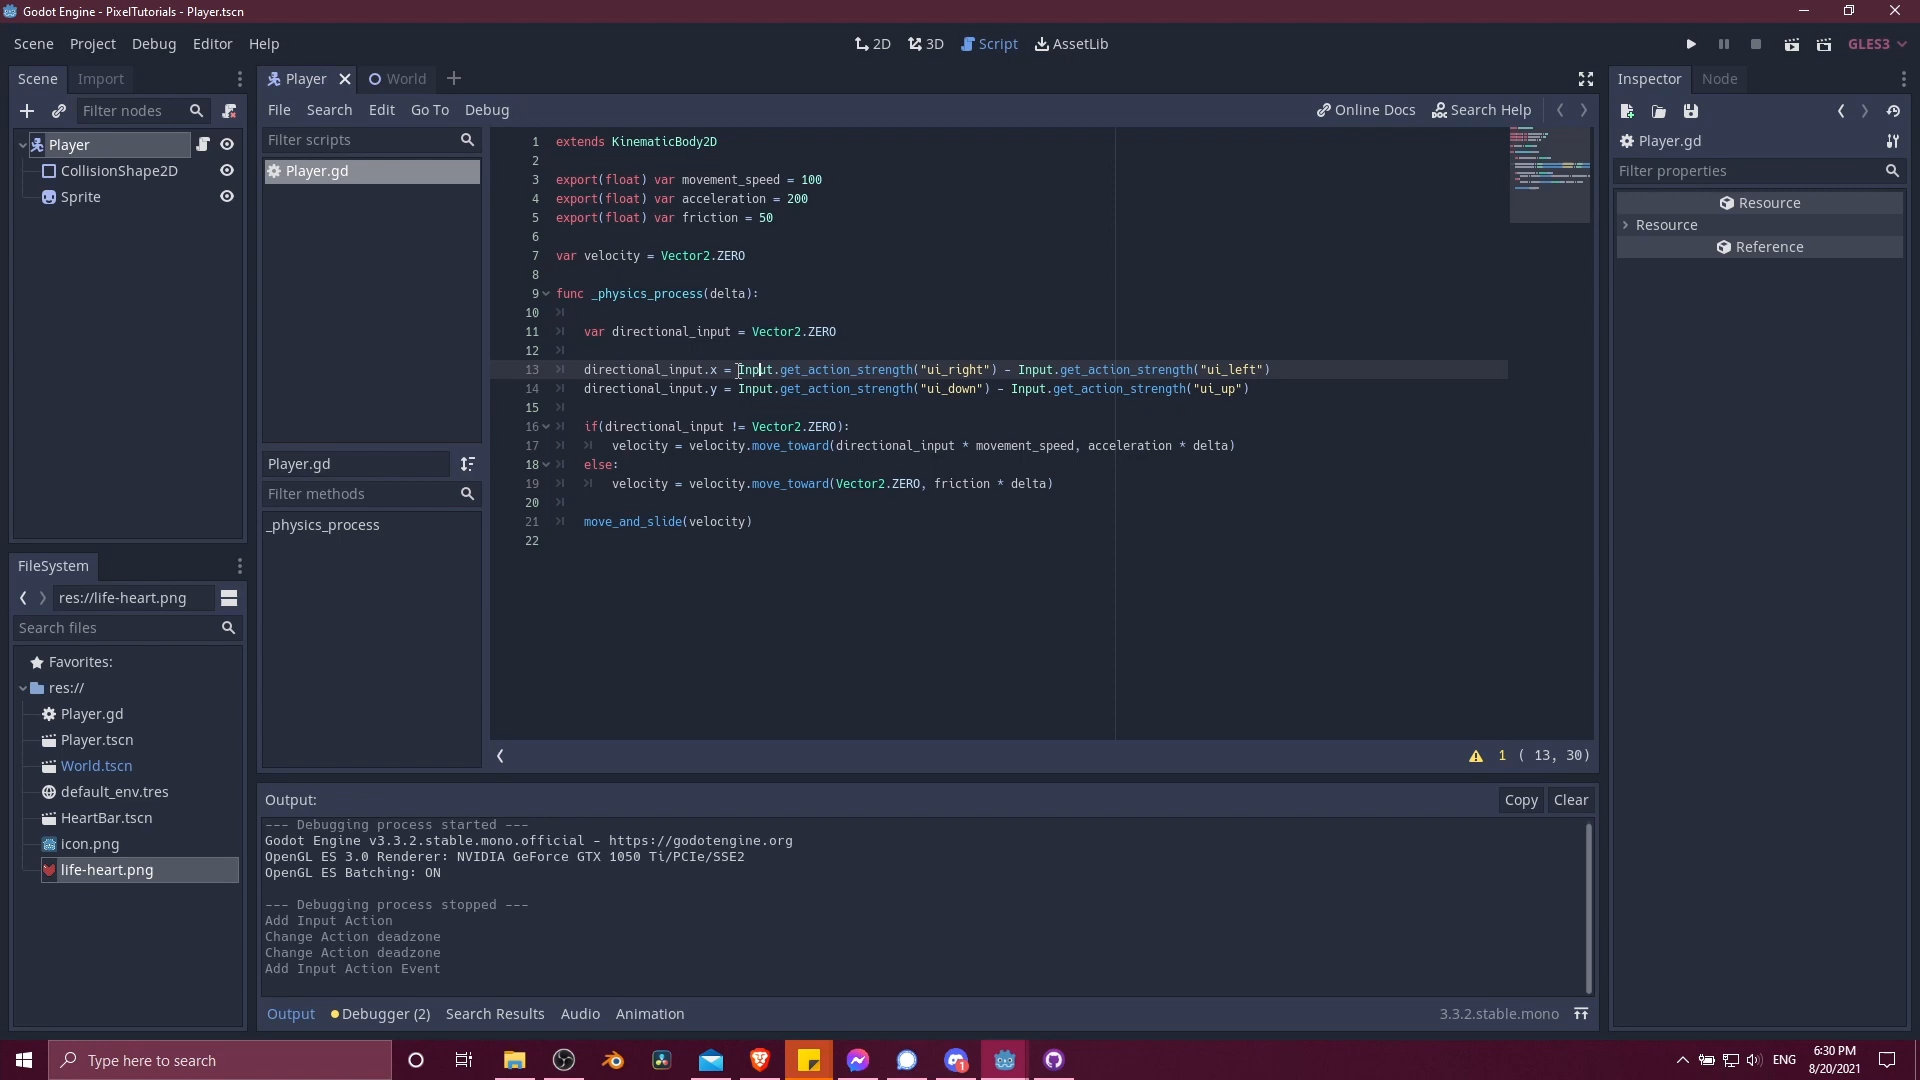 Godot Engine - PixelTutorials - Player.tscn
Scene Project Debug Editor Help
2D 3D Script AssetLib
GLES3
Scene Import
Filter nodes
Player
CollisionShape2D
Sprite
FileSystem
res://life-heart.png
Search files
Favorites:
res://
Player.gd
Player.tscn
World.tscn
default_env.tres
HeartBar.tscn
icon.png
life-heart.png
Player World
File Search Edit Go To Debug
Online Docs Search Help
Filter scripts
Player.gd
Player.gd
Filter methods
_physics_process
1 extends KinematicBody2D
2
3 export(float) var movement_speed = 100
4 export(float) var acceleration = 200
5 export(float) var friction = 50
6
7 var velocity = Vector2.ZERO
8
9 func _physics_process(delta):
10
11 var directional_input = Vector2.ZERO
12
13 directional_input.x = Input.get_action_strength("ui_right") - Input.get_action_strength("ui_left")
14 directional_input.y = Input.get_action_strength("ui_down") - Input.get_action_strength("ui_up")
15
16 if(directional_input != Vector2.ZERO):
17 velocity = velocity.move_toward(directional_input * movement_speed, acceleration * delta)
18 else:
19 velocity = velocity.move_toward(Vector2.ZERO, friction * delta)
20
21 move_and_slide(velocity)
22
1 ( 13, 30)
Output:
Copy Clear
--- Debugging process started ---
Godot Engine v3.3.2.stable.mono.official - https://godotengine.org
OpenGL ES 3.0 Renderer: NVIDIA GeForce GTX 1050 Ti/PCIe/SSE2
OpenGL ES Batching: ON
--- Debugging process stopped ---
Add Input Action
Change Action deadzone
Change Action deadzone
Add Input Action Event
Output Debugger (2) Search Results Audio Animation
3.3.2.stable.mono
Inspector Node
Player.gd
Filter properties
Resource
Resource
Reference
Type here to search
1
ENG
6:30 PM
8/20/2021